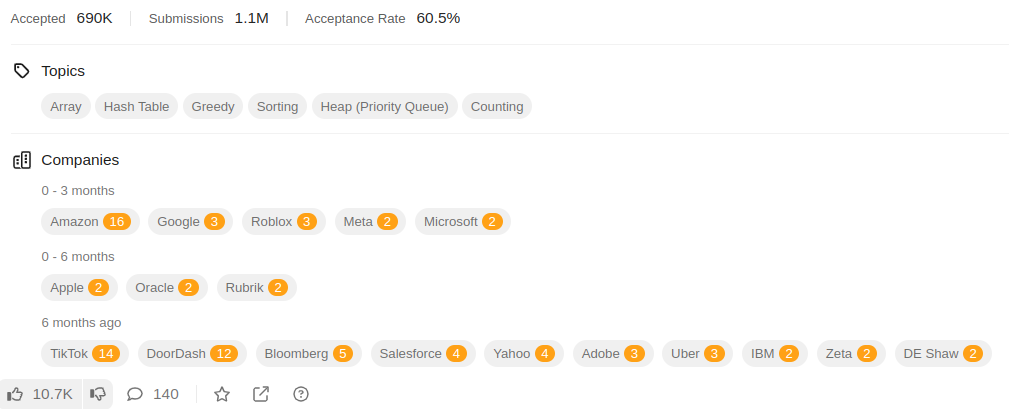 Accepted 690K Submissions 1.1M Acceptance Rate 60.5%
Topics
Array Hash Table Greedy Sorting Heap (Priority Queue) Counting
Companies
0 - 3 months
Amazon 16 Google 3 Roblox 3 Meta 2 Microsoft 2
0 - 6 months
Apple 2 Oracle 2 Rubrik 2
6 months ago
TikTok 14 DoorDash 12 Bloomberg 5 Salesforce 4 Yahoo 4 Adobe 3 Uber 3 IBM 2 Zeta 2 DE Shaw 2
10.7K 140